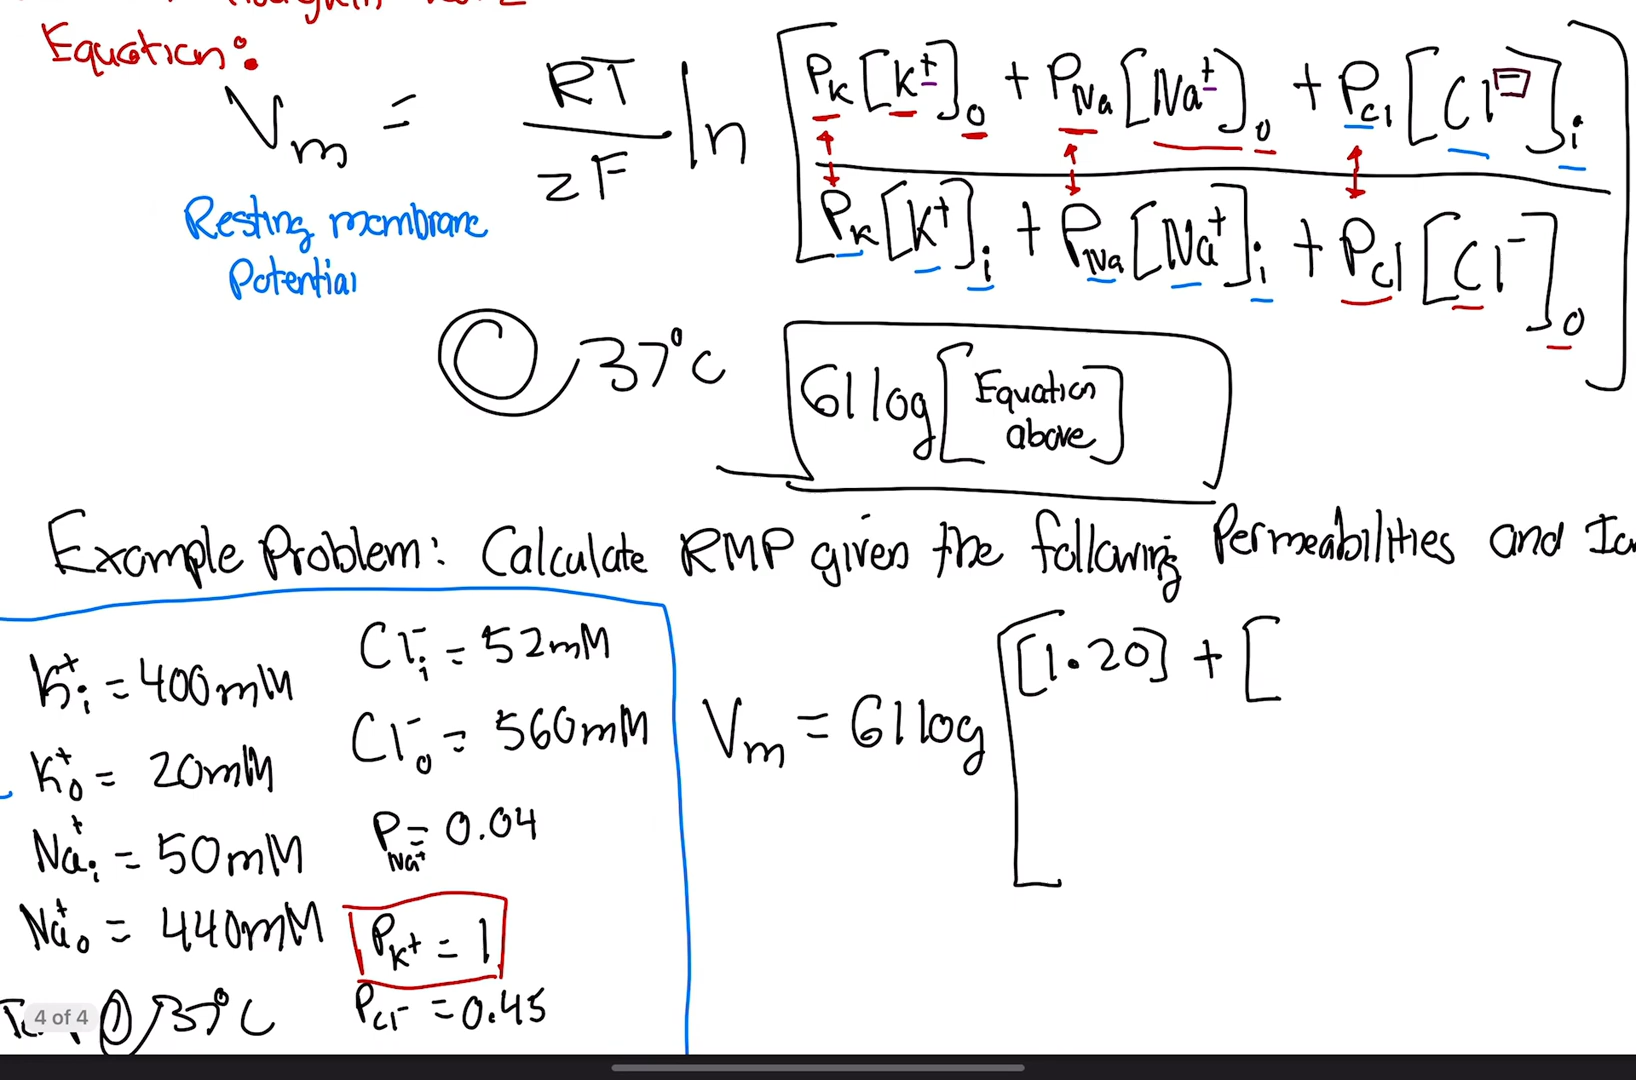 Equation:
Vm = RT/zF ln [ PK[K+]o + PNa[Na+]o + PCl[Cl-]i / PK[K+]i + PNa[Na+]i + PCl[Cl-]o ]
Resting membrane
Potential
@ 37°C 61 log [Equation above]
Example Problem: Calculate RMP given the following Permeabilities and
K+i = 400mM
K+o = 20mM
Na+i = 50mM
Na+o = 440mM
@ 37°C
4 of 4
Cl-i = 52mM
Cl-o = 560mM
PNa+ = 0.04
PK+ = 1
PCl- = 0.45
Vm = 61 log [ [1•20] + [